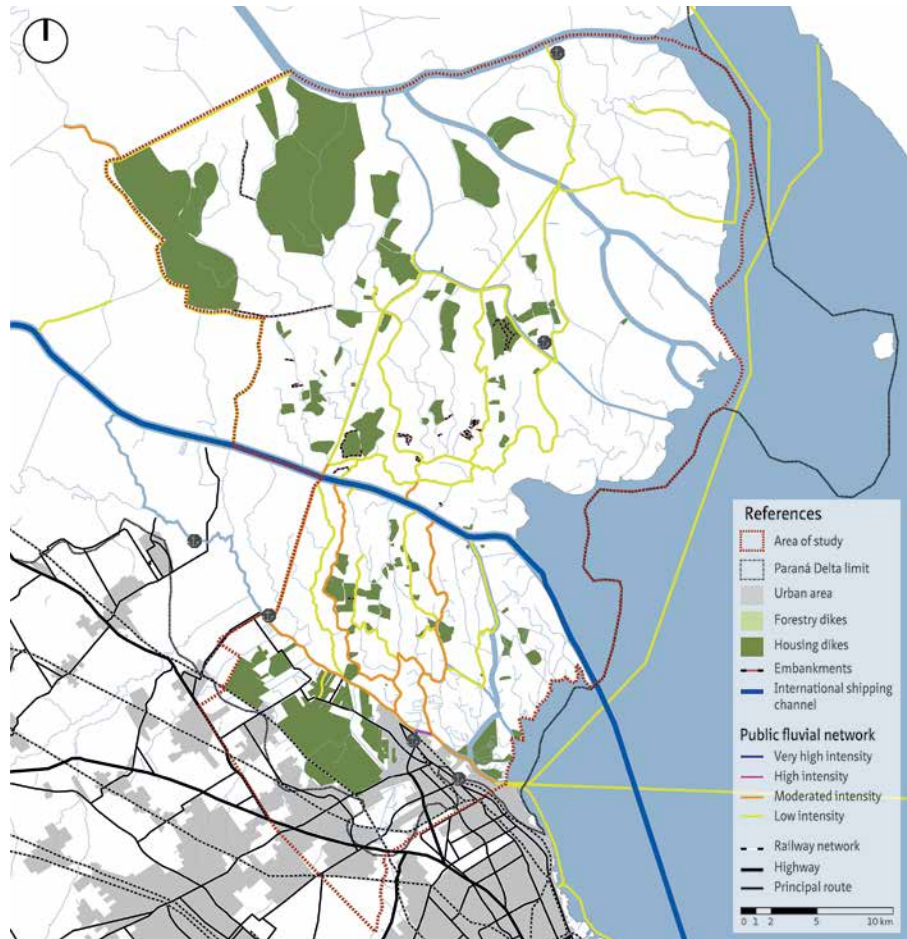 References
Area of study
Paraná Delta limit
Urban area
Forestry dikes
Housing dikes
Embankments
International shipping
channel
Public fluvial network
Very high intensity
High intensity
Moderated intensity
Low intensity
Railway network
Highway
Principal route
0 1 2 5 10 km